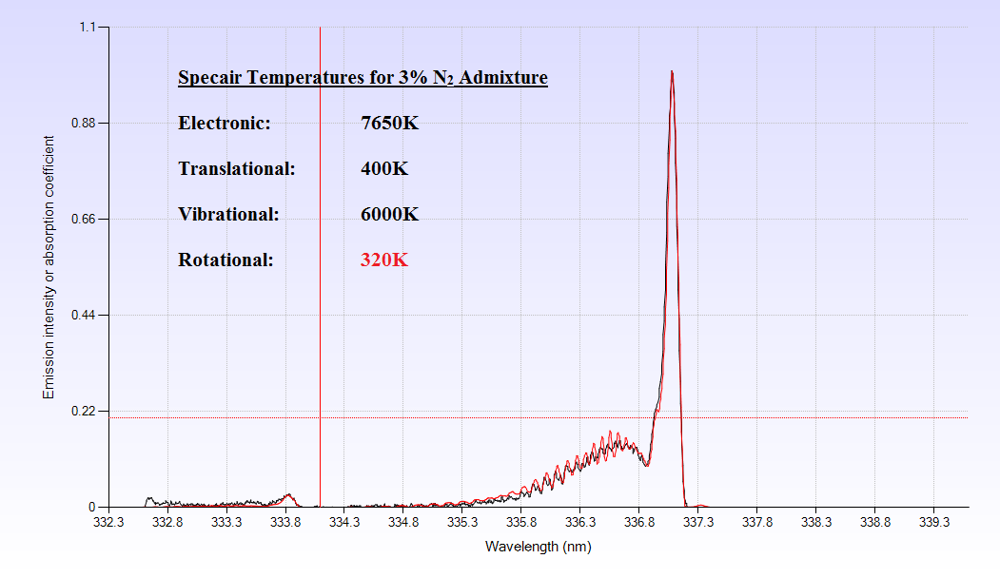 1.1
Specair Temperatures for 3% N₂ Admixture
0.88
Electronic: 7650K
Translational: 400K
0.66
Vibrational: 6000K
Rotational: 320K
0.44
0.22
0
Emission intensity or absorption coefficient
332.3 332.8 333.3 333.8 334.3 334.8 335.3 335.8 336.3 336.8 337.3 337.8 338.3 338.8 339.3
Wavelength (nm)